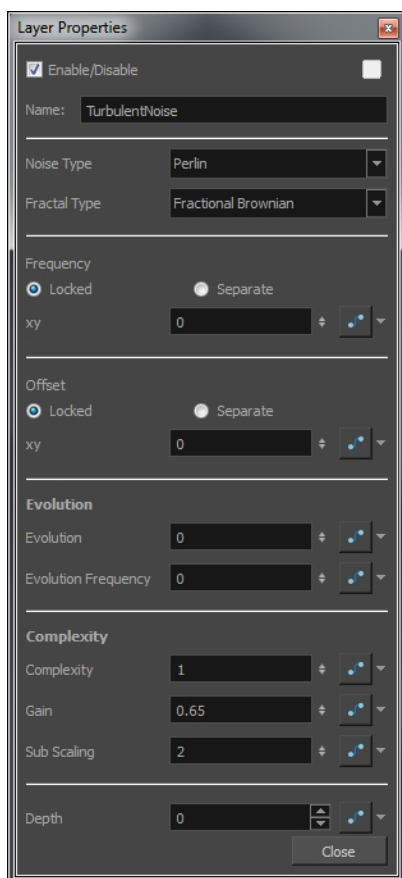 Layer Properties
Enable/Disable
Name: TurbulentNoise
Noise Type Perlin
Fractal Type Fractional Brownian
Frequency
Locked Separate
xy 0
Offset
Locked Separate
xy 0
Evolution
Evolution 0
Evolution Frequency 0
Complexity
Complexity 1
Gain 0.65
Sub Scaling 2
Depth 0
Close